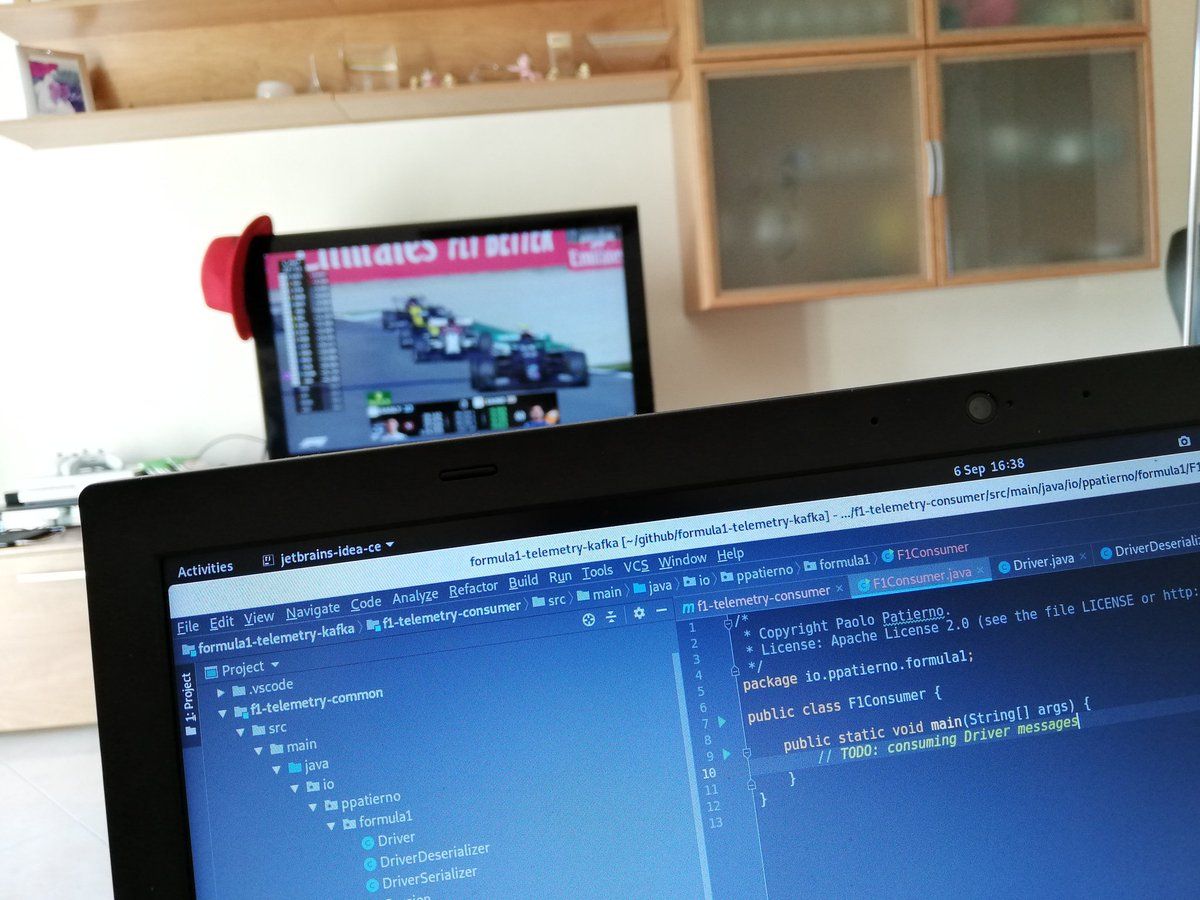 Emirates FLY BETTER
6 Sep 16:38
Activities
jetbrains-idea-ce
formula1-telemetry-kafka [~/github/formula1-telemetry-kafka] - .../f1-telemetry-consumer/src/main/java/io/ppatierno/formula1/F1
File Edit View Navigate Code Analyze Refactor Build Run Tools VCS Window Help
formula1-telemetry-kafka f1-telemetry-consumer src main java io ppatierno formula1 F1Consumer
1: Project
Project
.vscode
f1-telemetry-common
src
main
java
io
ppatierno
formula1
Driver
DriverDeserializer
DriverSerializer
m f1-telemetry-consumer F1Consumer.java Driver.java DriverDeseriali
1 /*
2 * Copyright Paolo Patierno.
3 * License: Apache License 2.0 (see the file LICENSE or http:
4 */
5 package io.ppatierno.formula1;
6
7 public class F1Consumer {
8
9 public static void main(String[] args) {
10 // TODO: consuming Driver messages
11 }
12 }
13